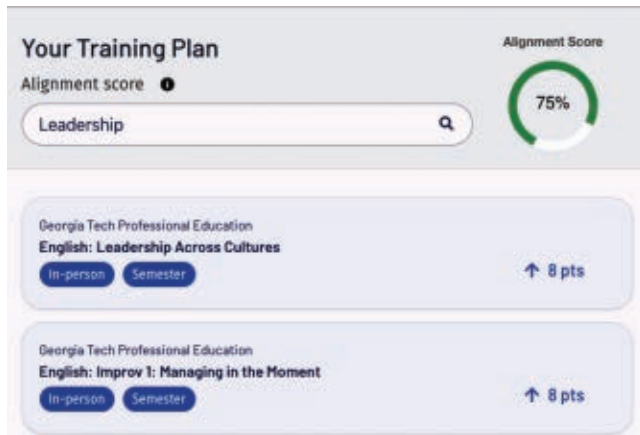 Your Training Plan
Alignment score
Leadership
Alignment Score
75%
Georgia Tech Professional Education
English: Leadership Across Cultures
In-person Semester
↑ 8 pts
Georgia Tech Professional Education
English: Improv 1: Managing in the Moment
In-person Semester
↑ 8 pts